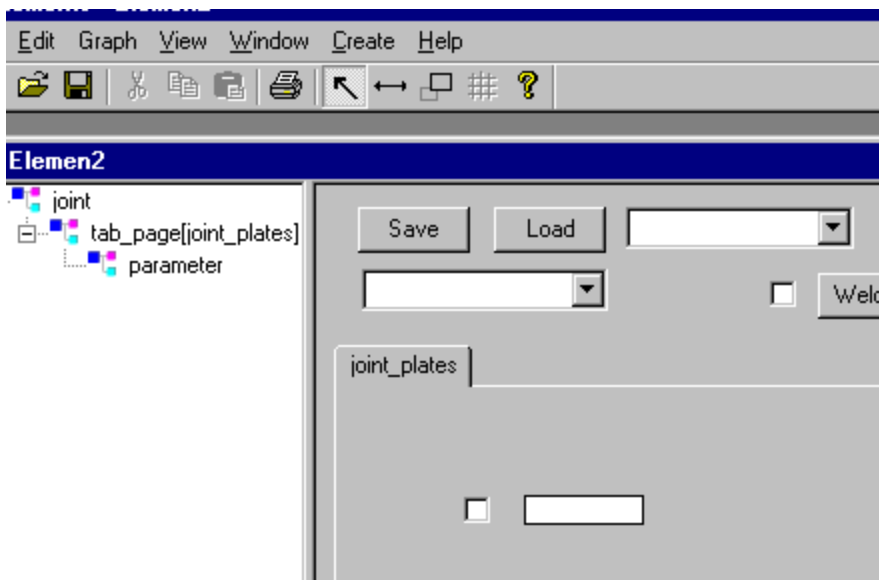 Edit Graph View Window Create Help
Elemen2
joint
tab_page[joint_plates]
parameter
Save Load
joint_plates